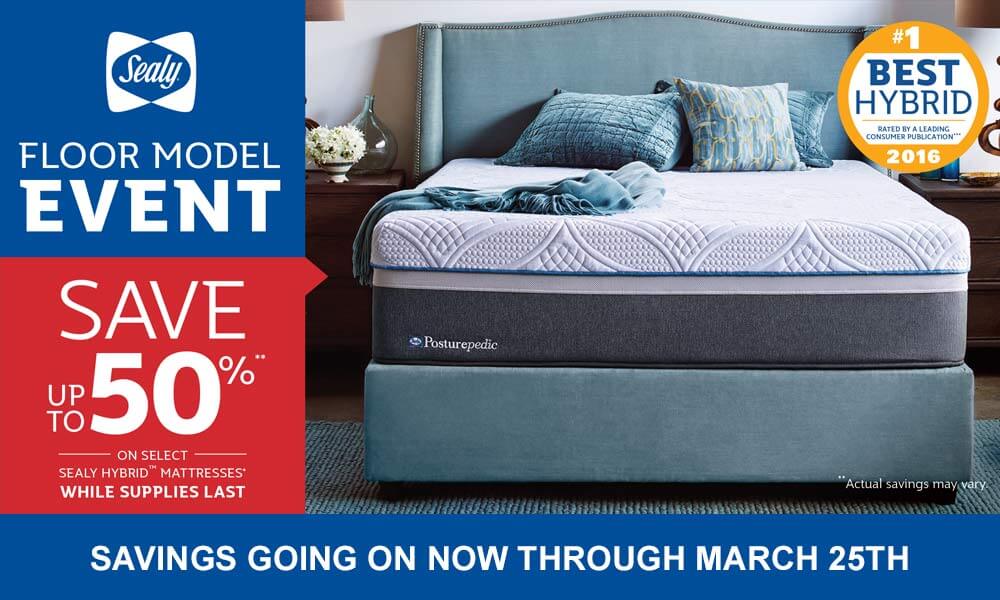 Sealy
FLOOR MODEL
EVENT
SAVE
UP TO 50%**
ON SELECT
SEALY HYBRID™ MATTRESSES*
WHILE SUPPLIES LAST
#1
BEST
HYBRID
RATED BY A LEADING
CONSUMER PUBLICATION***
2016
Sealy Posturepedic
**Actual savings may vary.
SAVINGS GOING ON NOW THROUGH MARCH 25TH